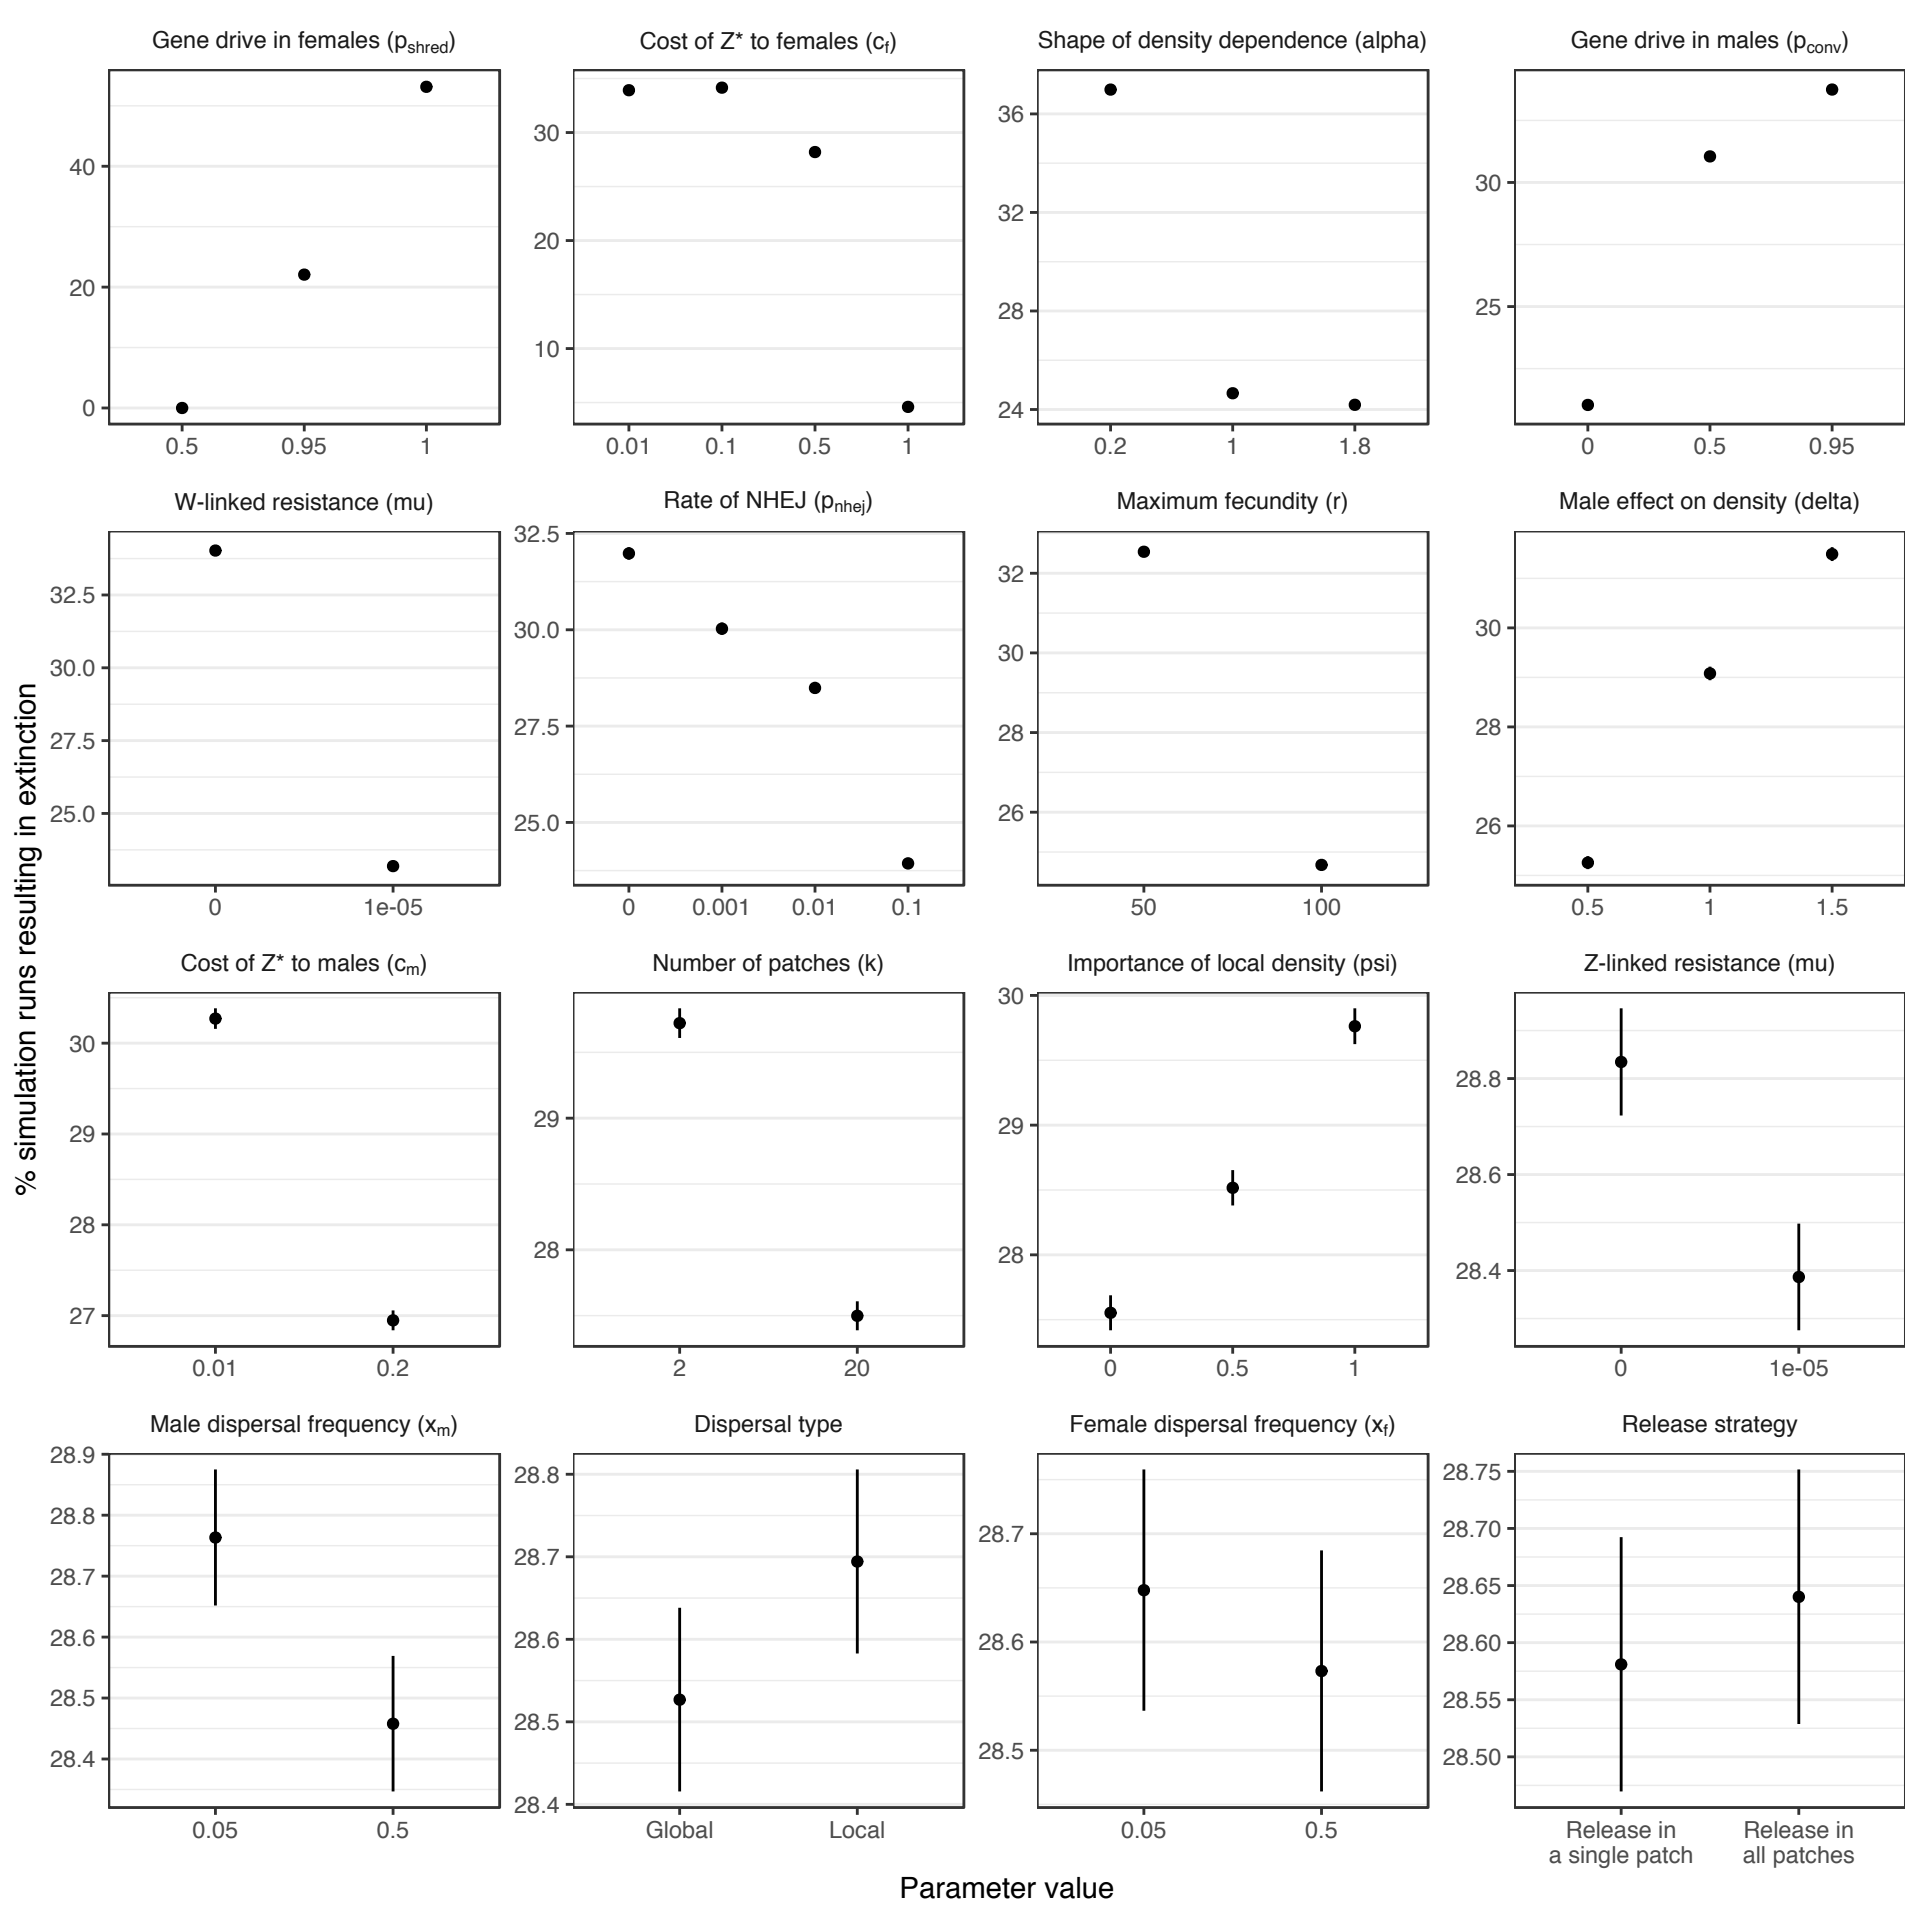 Gene drive in females (pshred)
Cost of Z* to females (cf)
Shape of density dependence (alpha)
Gene drive in males (pconv)
40
20
0
0.5 0.95 1
30
20
10
0.01 0.1 0.5 1
36
32
28
24
0.2 1 1.8
30
25
0 0.5 0.95
W-linked resistance (mu)
Rate of NHEJ (pnhej)
Maximum fecundity (r)
Male effect on density (delta)
32.5
30.0
27.5
25.0
0 1e-05
32.5
30.0
27.5
25.0
0 0.001 0.01 0.1
32
30
28
26
50 100
30
28
26
0.5 1 1.5
% simulation runs resulting in extinction
Cost of Z* to males (cm)
Number of patches (k)
Importance of local density (psi)
Z-linked resistance (mu)
30
29
28
27
0.01 0.2
29
28
2 20
30
29
28
0 0.5 1
28.8
28.6
28.4
0 1e-05
Male dispersal frequency (xm)
Dispersal type
Female dispersal frequency (xf)
Release strategy
28.9
28.8
28.7
28.6
28.5
28.4
0.05 0.5
28.8
28.7
28.6
28.5
28.4
Global Local
28.7
28.6
28.5
0.05 0.5
28.75
28.70
28.65
28.60
28.55
28.50
Release in
a single patch
Release in
all patches
Parameter value